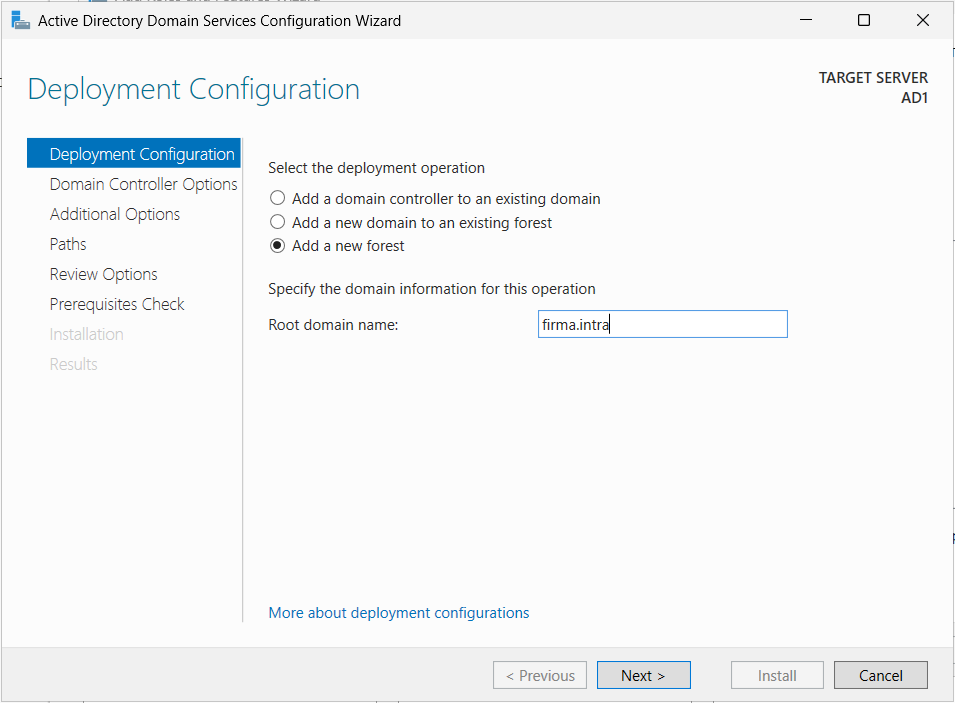 Active Directory Domain Services Configuration Wizard
Deployment Configuration
TARGET SERVER
AD1
Deployment Configuration
Domain Controller Options
Additional Options
Paths
Review Options
Prerequisites Check
Installation
Results
Select the deployment operation
Add a domain controller to an existing domain
Add a new domain to an existing forest
Add a new forest
Specify the domain information for this operation
Root domain name:
firma.intra
More about deployment configurations
< Previous
Next >
Install
Cancel